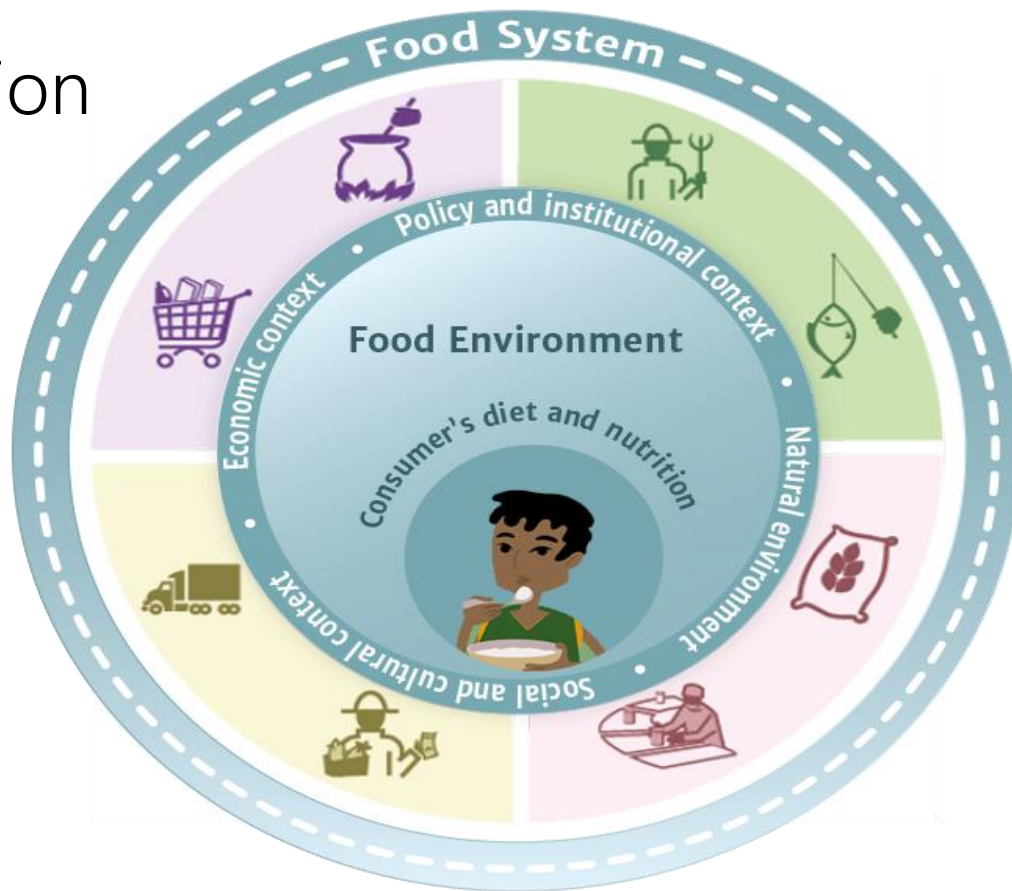 ion
Food System
Policy and institutional context
Economic context
Natural environment
Social and cultural context
Food Environment
Consumer's diet and nutrition